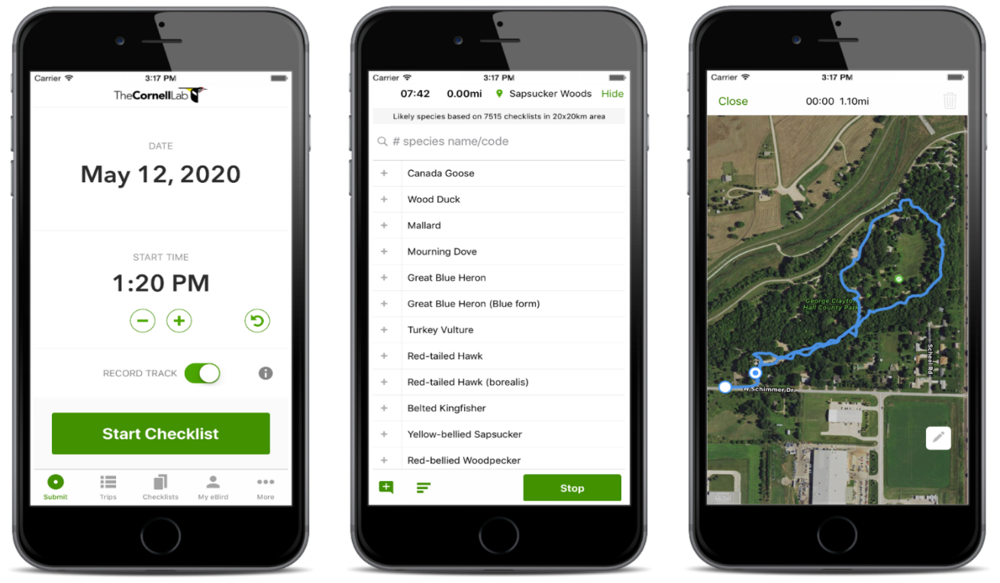 Carrier 3:17 PM
TheCornellLab
DATE
May 12, 2020
START TIME
1:20 PM
RECORD TRACK
Start Checklist
Submit Trips Checklists My eBird More
Carrier 3:17 PM
07:42 0.00mi Sapsucker Woods Hide
Likely species based on 7515 checklists in 20x20km area
# species name/code
+ Canada Goose
+ Wood Duck
+ Mallard
+ Mourning Dove
+ Great Blue Heron
+ Great Blue Heron (Blue form)
+ Turkey Vulture
+ Red-tailed Hawk
+ Red-tailed Hawk (borealis)
+ Belted Kingfisher
+ Yellow-bellied Sapsucker
+ Red-bellied Woodpecker
Stop
Carrier 3:17 PM
Close 00:00 1.10mi
George Clayton
Hall County Park
Scheel Rd
W Schimmer Dr